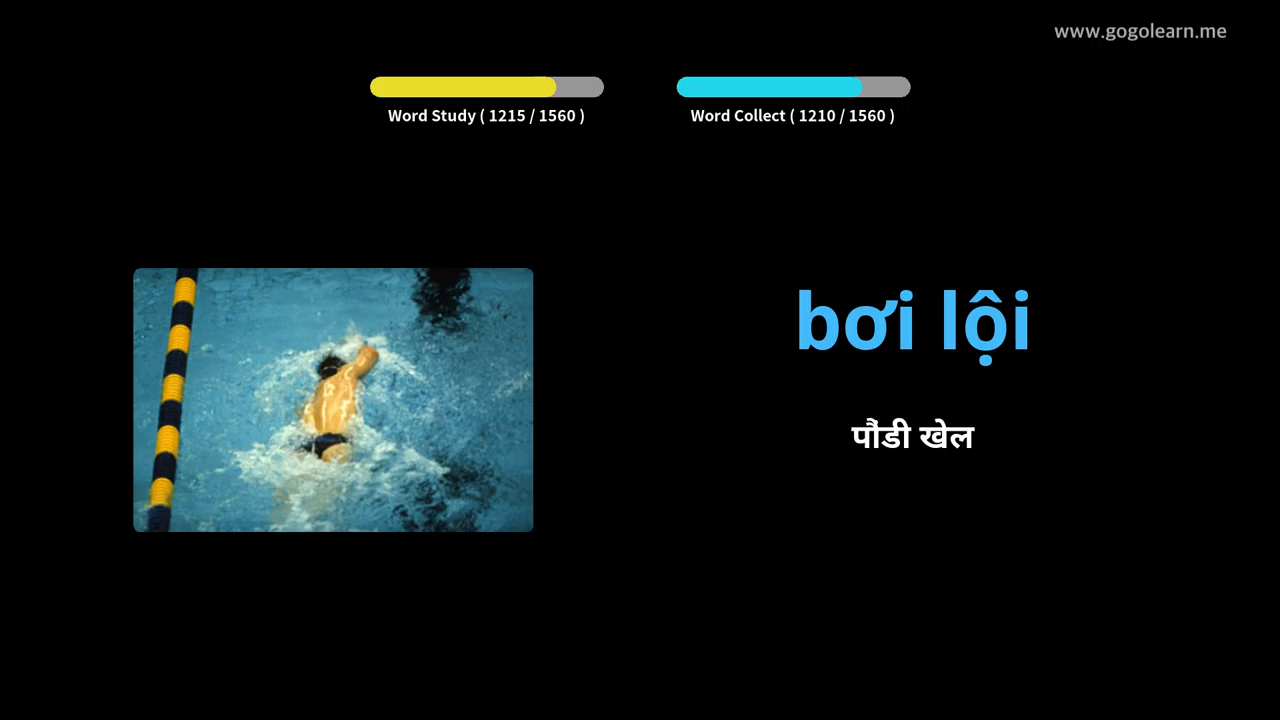 www.gogolearn.me
Word Study ( 1215 / 1560 )
Word Collect ( 1210 / 1560 )
bơi lội
पौंडी खेल